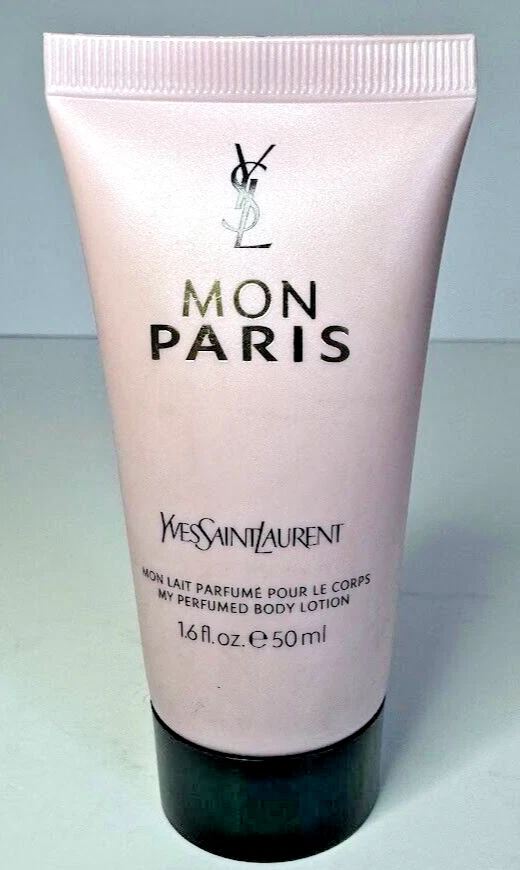 YSL
MON
PARIS
YVESSAINTLAURENT
MON LAIT PARFUMÉ POUR LE CORPS
MY PERFUMED BODY LOTION
1.6 fl. oz. ℮ 50 ml